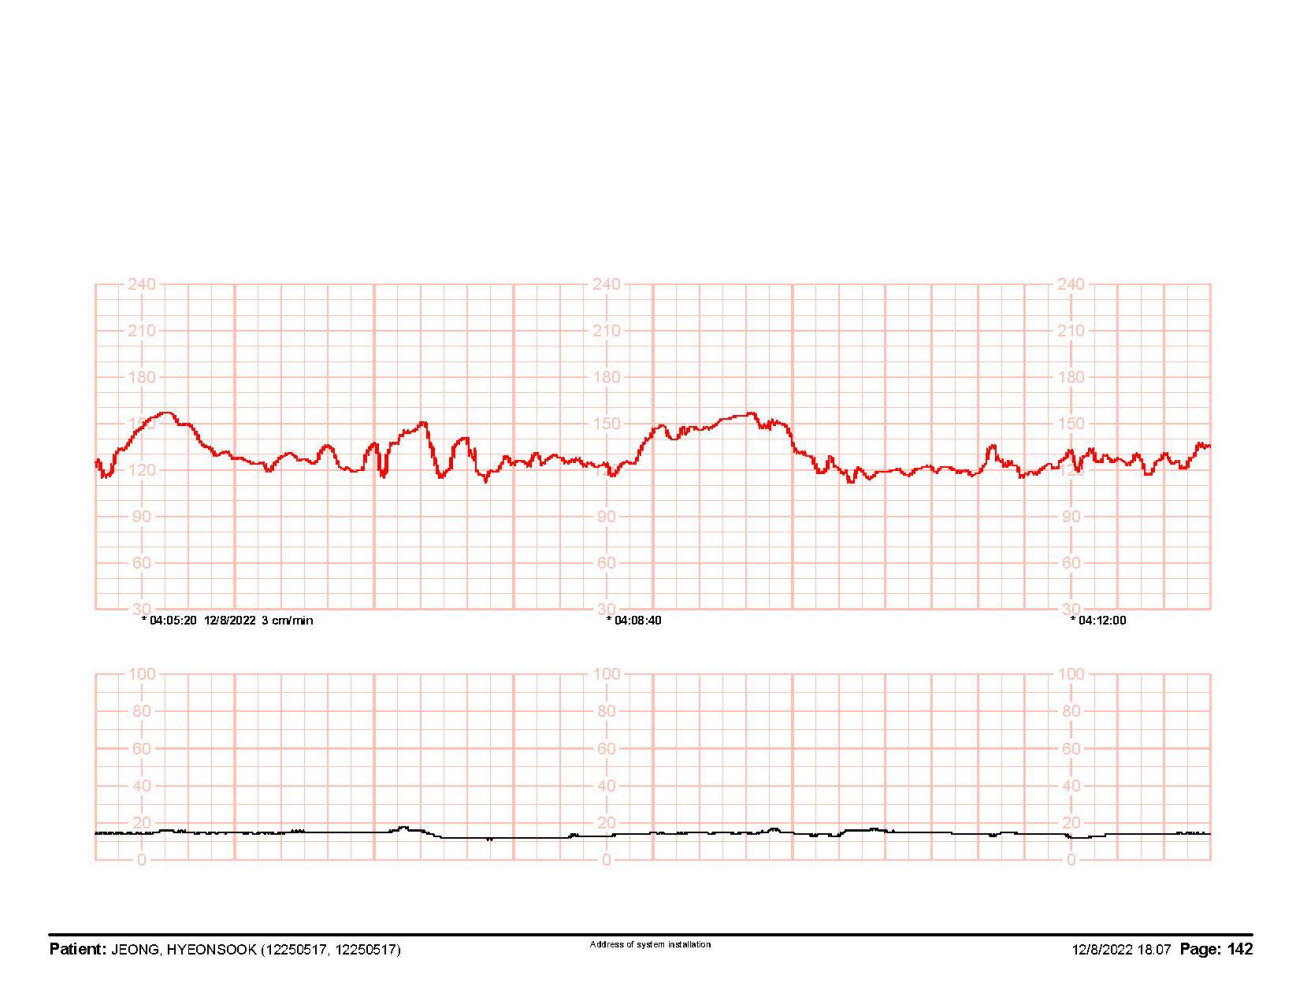 240 240 240
210 210 210
180 180 180
150 150 150
120 120 120
90 90 90
60 60 60
30 30 30
* 04:05:20 12/8/2022 3 cm/min * 04:08:40 * 04:12:00
100 100 100
80 80 80
60 60 60
40 40 40
20 20 20
0 0 0
Patient: JEONG, HYEONSOOK (12250517, 12250517) Address of system installation 12/8/2022 18:07 Page: 142